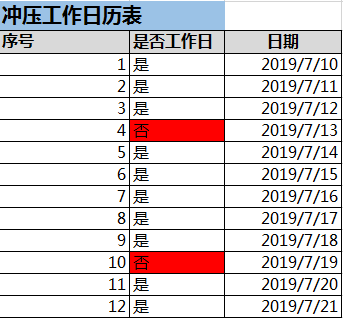 冲压工作日历表
序号 是否工作日 日期
1 是 2019/7/10
2 是 2019/7/11
3 是 2019/7/12
4 否 2019/7/13
5 是 2019/7/14
6 是 2019/7/15
7 是 2019/7/16
8 是 2019/7/17
9 是 2019/7/18
10 否 2019/7/19
11 是 2019/7/20
12 是 2019/7/21